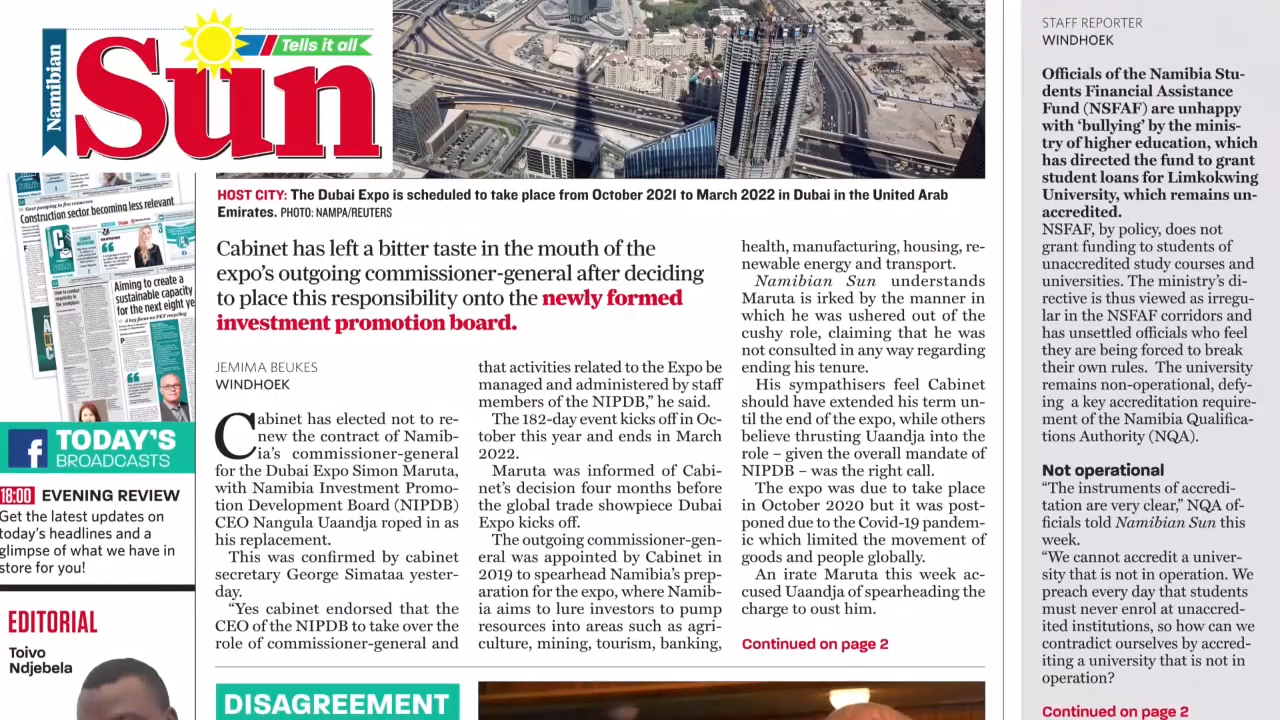 Namibian
Sun
Tells it all
Construction sector becoming less relevant
Aiming to create a
sustainable capacity
for the next eight ye
TODAY'S
BROADCASTS
18:00 EVENING REVIEW
Get the latest updates on
today's headlines and a
glimpse of what we have in
store for you!
EDITORIAL
Toivo
Ndjebela
HOST CITY: The Dubai Expo is scheduled to take place from October 2021 to March 2022 in Dubai in the United Arab
Emirates. PHOTO: NAMPA/REUTERS
Cabinet has left a bitter taste in the mouth of the
expo's outgoing commissioner-general after deciding
to place this responsibility onto the newly formed
investment promotion board.
JEMIMA BEUKES
WINDHOEK
Cabinet has elected not to re-
new the contract of Namib-
ia's commissioner-general
for the Dubai Expo Simon Maruta,
with Namibia Investment Promo-
tion Development Board (NIPDB)
CEO Nangula Uaandja roped in as
his replacement.
This was confirmed by cabinet
secretary George Simataa yester-
day.
"Yes cabinet endorsed that the
CEO of the NIPDB to take over the
role of commissioner-general and
that activities related to the Expo be
managed and administered by staff
members of the NIPDB," he said.
The 182-day event kicks off in Oc-
tober this year and ends in March
2022.
Maruta was informed of Cabi-
net's decision four months before
the global trade showpiece Dubai
Expo kicks off.
The outgoing commissioner-gen-
eral was appointed by Cabinet in
2019 to spearhead Namibia's prep-
aration for the expo, where Namib-
ia aims to lure investors to pump
resources into areas such as agri-
culture, mining, tourism, banking,
health, manufacturing, housing, re-
newable energy and transport.
Namibian Sun understands
Maruta is irked by the manner in
which he was ushered out of the
cushy role, claiming that he was
not consulted in any way regarding
ending his tenure.
His sympathisers feel Cabinet
should have extended his term un-
til the end of the expo, while others
believe thrusting Uaandja into the
role – given the overall mandate of
NIPDB – was the right call.
The expo was due to take place
in October 2020 but it was post-
poned due to the Covid-19 pandem-
ic which limited the movement of
goods and people globally.
An irate Maruta this week ac-
cused Uaandja of spearheading the
charge to oust him.
Continued on page 2
DISAGREEMENT
STAFF REPORTER
WINDHOEK
Officials of the Namibia Stu-
dents Financial Assistance
Fund (NSFAF) are unhappy
with 'bullying' by the minis-
try of higher education, which
has directed the fund to grant
student loans for Limkokwing
University, which remains un-
accredited.
NSFAF, by policy, does not
grant funding to students of
unaccredited study courses and
universities. The ministry's di-
rective is thus viewed as irregu-
lar in the NSFAF corridors and
has unsettled officials who feel
they are being forced to break
their own rules. The university
remains non-operational, defy-
ing a key accreditation require-
ment of the Namibia Qualifica-
tions Authority (NQA).
Not operational
"The instruments of accredi-
tation are very clear," NQA of-
ficials told Namibian Sun this
week.
"We cannot accredit a univer-
sity that is not in operation. We
preach every day that students
must never enrol at unaccred-
ited institutions, so how can we
contradict ourselves by accred-
iting a university that is not in
operation?
Continued on page 2